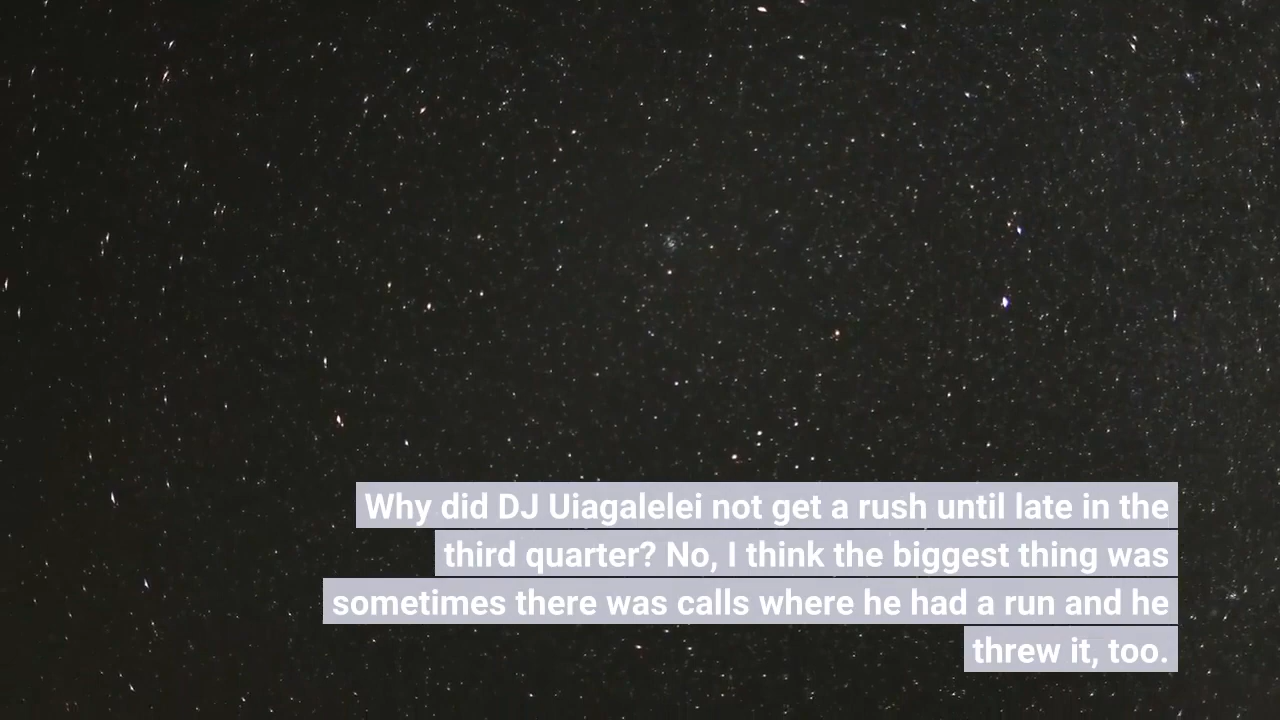 Why did DJ Uiagalelei not get a rush until late in the
third quarter? No, I think the biggest thing was
sometimes there was calls where he had a run and he
threw it, too.